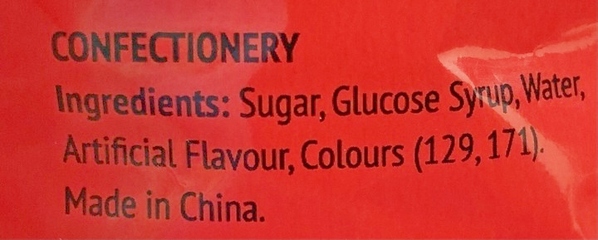 CONFECTIONERY
Ingredients: Sugar, Glucose Syrup, Water,
Artificial Flavour, Colours (129, 171).
Made in China.